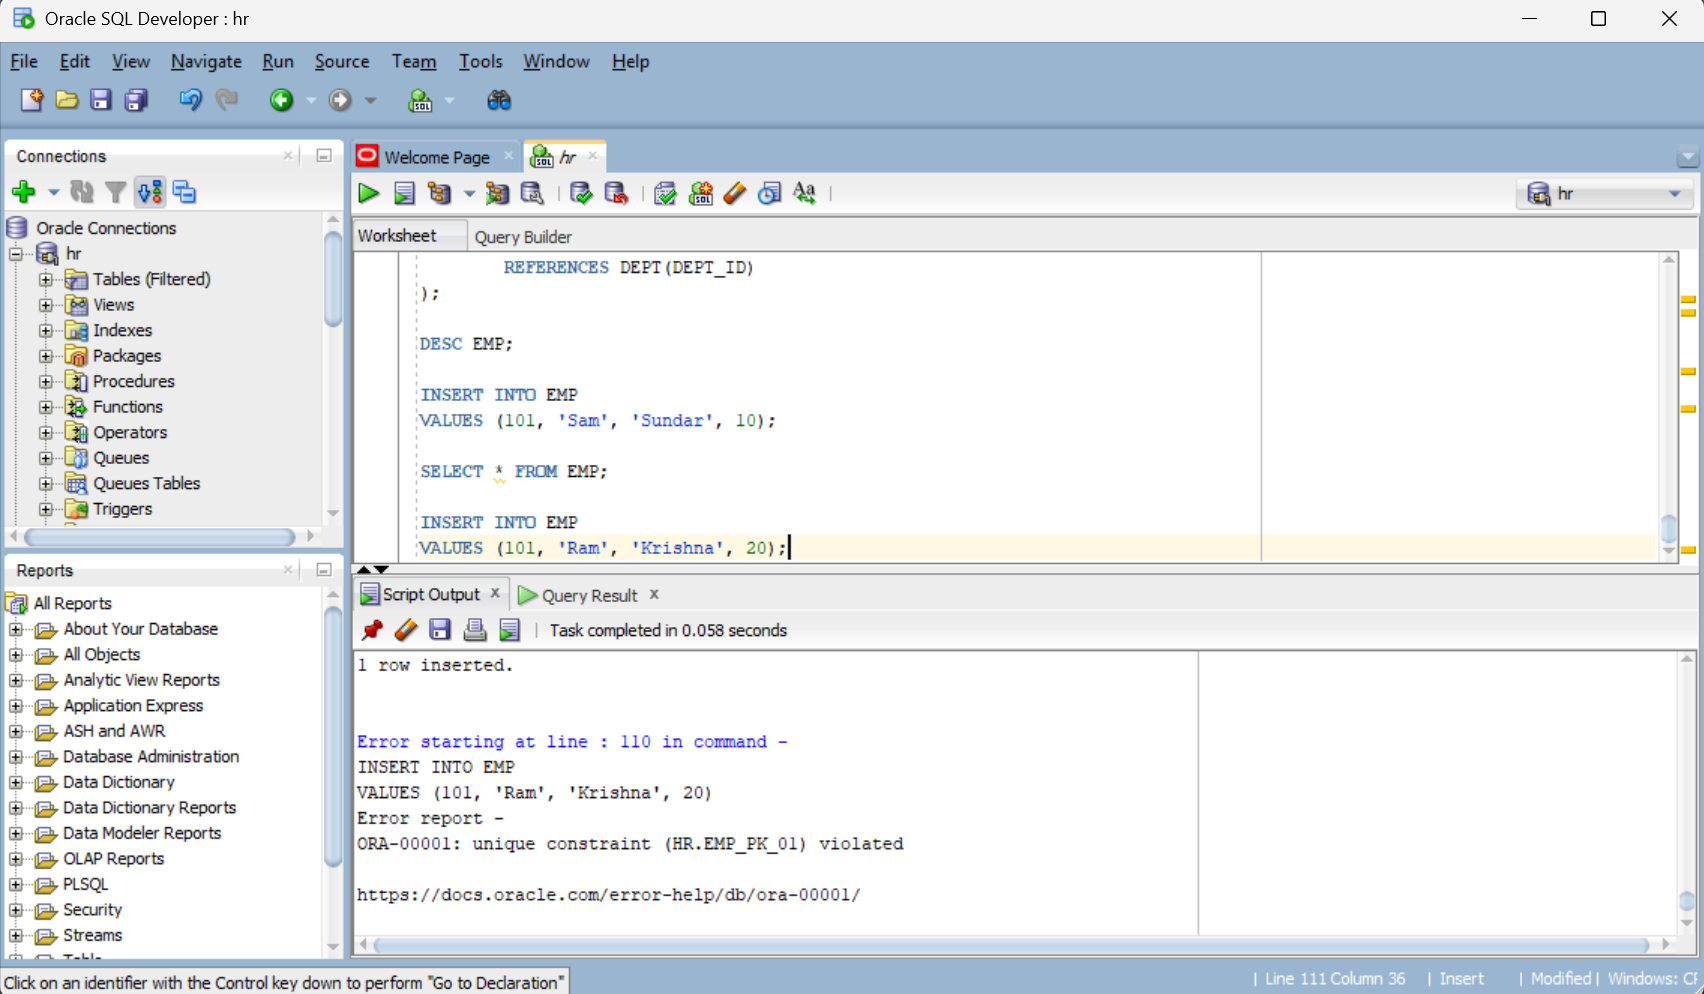 Oracle SQL Developer : hr
File Edit View Navigate Run Source Team Tools Window Help
Connections
Oracle Connections
hr
Tables (Filtered)
Views
Indexes
Packages
Procedures
Functions
Operators
Queues
Queues Tables
Triggers
Reports
All Reports
About Your Database
All Objects
Analytic View Reports
Application Express
ASH and AWR
Database Administration
Data Dictionary
Data Dictionary Reports
Data Modeler Reports
OLAP Reports
PLSQL
Security
Streams
Welcome Page
hr
hr
Worksheet Query Builder
REFERENCES DEPT(DEPT_ID)
);
DESC EMP;
INSERT INTO EMP
VALUES (101, 'Sam', 'Sundar', 10);
SELECT * FROM EMP;
INSERT INTO EMP
VALUES (101, 'Ram', 'Krishna', 20);
Script Output x Query Result x
Task completed in 0.058 seconds
1 row inserted.
Error starting at line : 110 in command -
INSERT INTO EMP
VALUES (101, 'Ram', 'Krishna', 20)
Error report -
ORA-00001: unique constraint (HR.EMP_PK_01) violated
https://docs.oracle.com/error-help/db/ora-00001/
Click on an identifier with the Control key down to perform "Go to Declaration"
| Line 111 Column 36 | Insert | Modified | Windows: